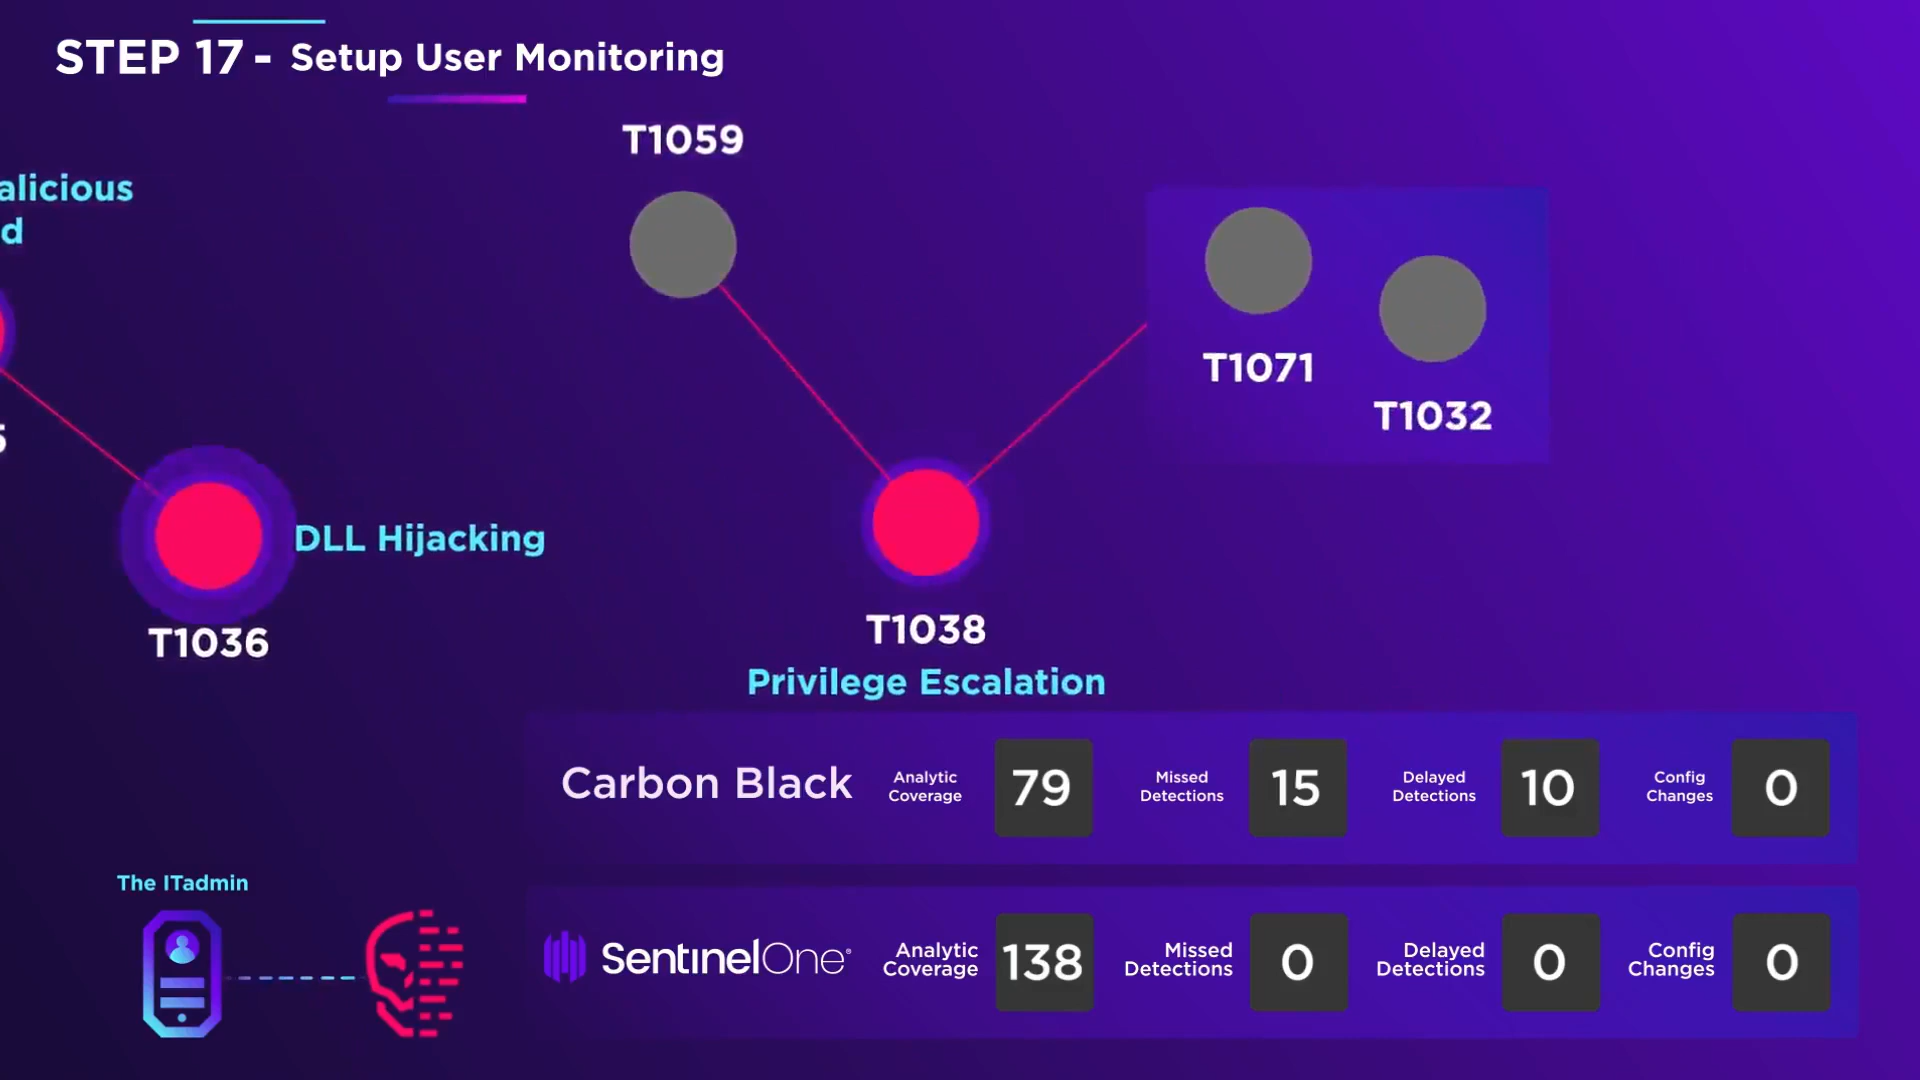 STEP 17 - Setup User Monitoring
T1059
alicious
d
T1071
T1032
5
DLL Hijacking
T1036
T1038
Privilege Escalation
Carbon Black
Analytic
Coverage
79
Missed
Detections
15
Delayed
Detections
10
Config
Changes
0
The ITadmin
SentinelOne
Analytic
Coverage
138
Missed
Detections
0
Delayed
Detections
0
Config
Changes
0